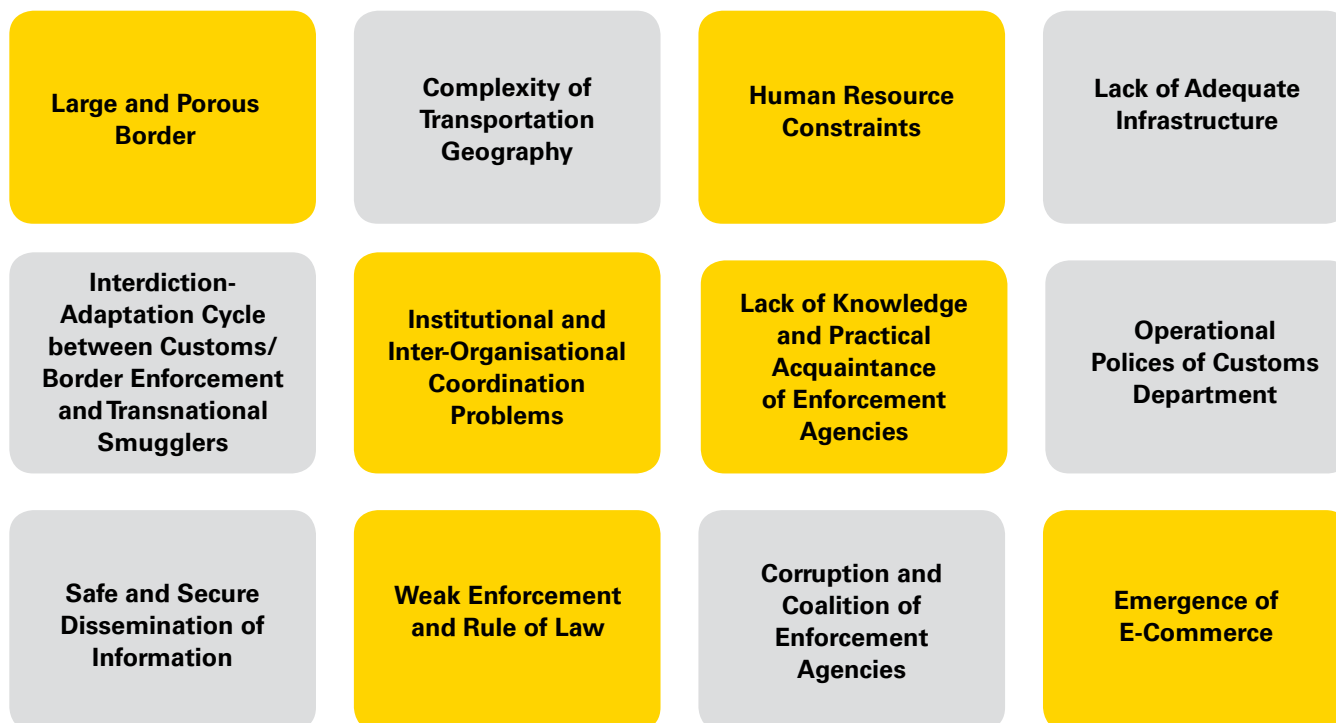 Large and Porous
Border
Complexity of
Transportation
Geography
Human Resource
Constraints
Lack of Adequate
Infrastructure
Interdiction-
Adaptation Cycle
between Customs/
Border Enforcement
and Transnational
Smugglers
Institutional and
Inter-Organisational
Coordination
Problems
Lack of Knowledge
and Practical
Acquaintance
of Enforcement
Agencies
Operational
Polices of Customs
Department
Safe and Secure
Dissemination of
Information
Weak Enforcement
and Rule of Law
Corruption and
Coalition of
Enforcement
Agencies
Emergence of
E-Commerce